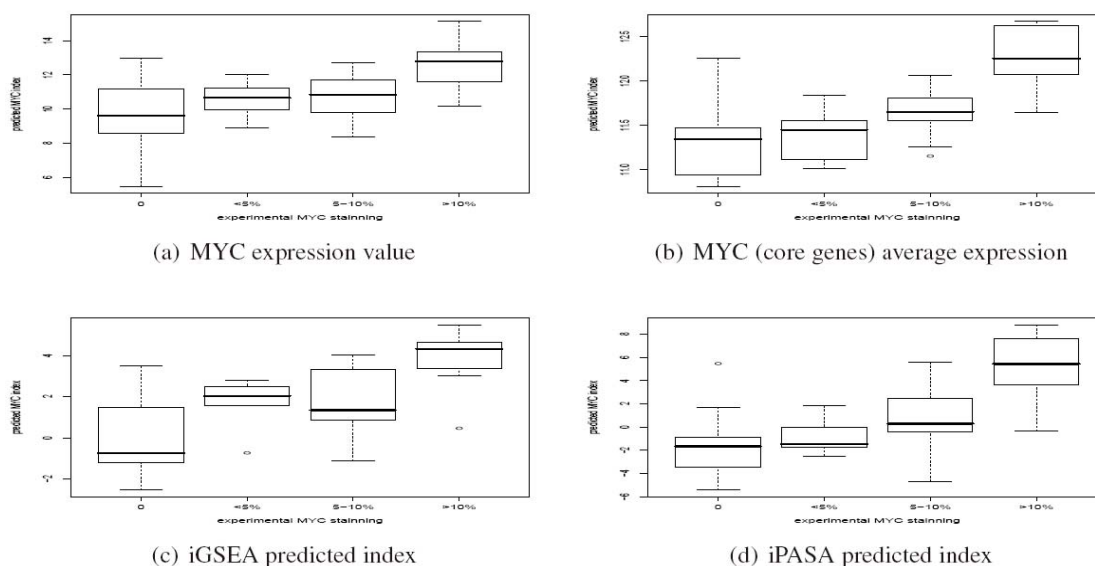 predicted MYC index
6 8 10 12 14
0 <5% 5-10% >10%
experimental MYC stainning
(a) MYC expression value
predicted MYC index
11.0 11.5 12.0 12.5
0 <5% 5-10% >10%
experimental MYC stainning
(b) MYC (core genes) average expression
predicted MYC index
-2 0 2 4
0 <5% 5-10% >10%
experimental MYC stainning
(c) iGSEA predicted index
predicted MYC index
-6 -4 -2 0 2 4 6 8
0 <5% 5-10% >10%
experimental MYC stainning
(d) iPASA predicted index